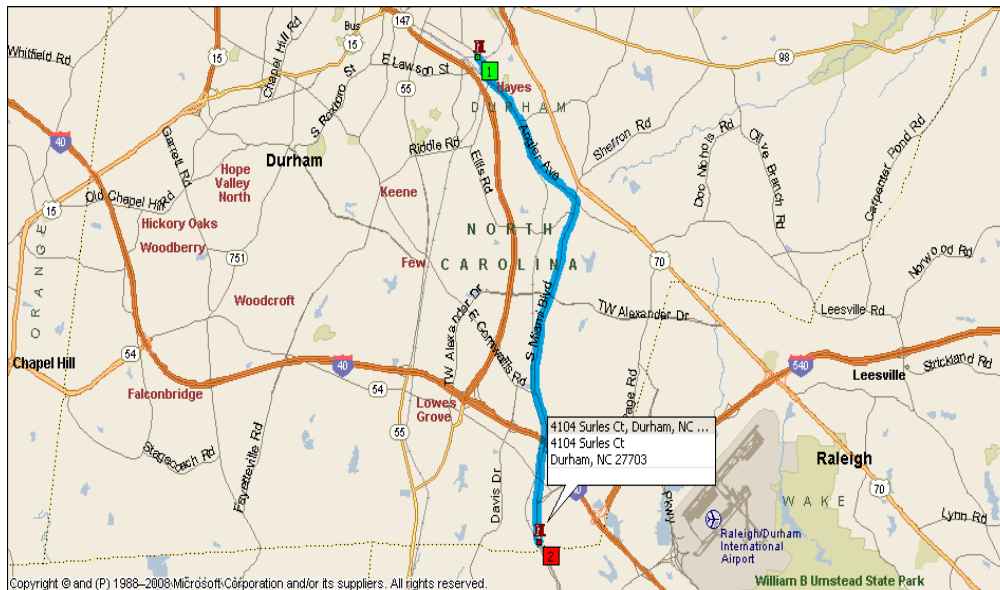 147
98
Bus
15
15
Whitfield Rd
Chapel Hill Rd
E Lawson St
1
Hayes
55
DURHAM
S Roxboro St
40
Garrett Rd
Durham
Riddle Rd
Ellis Rd
Angier Ave
Sherron Rd
Doc Nichols Rd
Olive Branch Rd
Carpenter Pond Rd
Hope
Valley
North
Keene
Old Chapel Hill Rd
15
Hickory Oaks
Woodberry
NORTH
CAROLINA
ORANGE
751
Few
70
Norwood Rd
Woodcroft
TW Alexander Dr
E Cornwallis Rd
S Miami Blvd
TW Alexander Dr
Leesville Rd
54
Chapel Hill
40
54
540
Strickland Rd
Leesville
Falconbridge
Lowes
Grove
Page Rd
55
Stagecoach Rd
Fayetteville Rd
4104 Surles Ct, Durham, NC ...
4104 Surles Ct
Durham, NC 27703
Davis Dr
Raleigh
70
WAKE
Pkwy
Lynn Rd
Raleigh/Durham
International
Airport
2
William B Umstead State Park
Copyright © and (P) 1988–2008 Microsoft Corporation and/or its suppliers. All rights reserved.